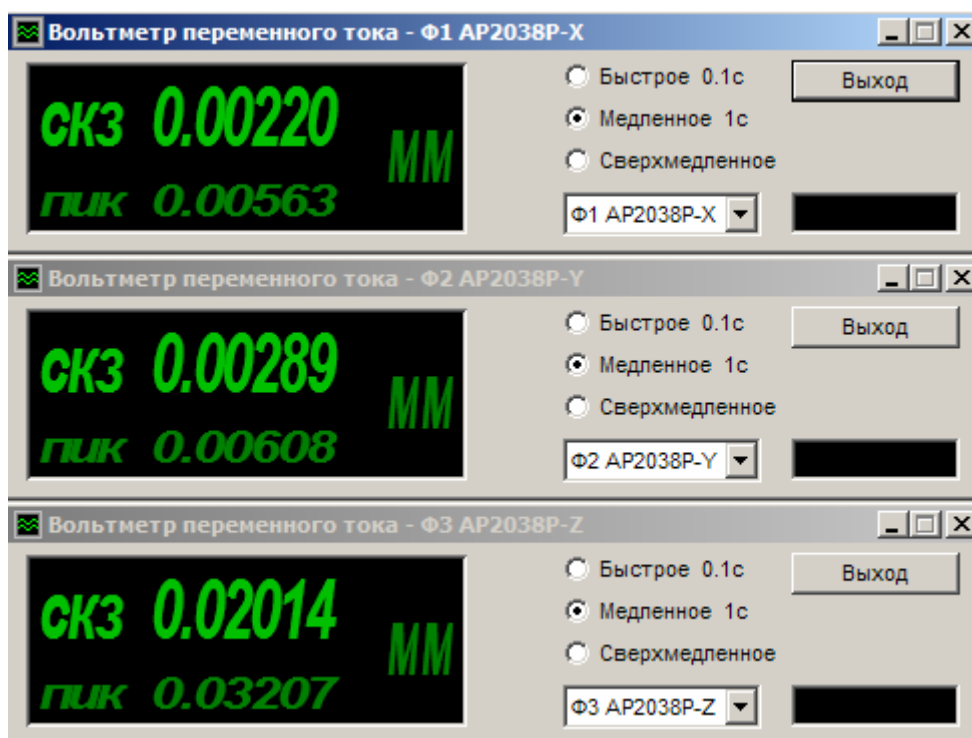 Вольтметр переменного тока - Ф1 AP2038P-X
скз 0.00220
мм
пик 0.00563
Быстрое 0.1с
Медленное 1с
Сверхмедленное
Ф1 AP2038P-X
Выход
Вольтметр переменного тока - Ф2 AP2038P-Y
скз 0.00289
мм
пик 0.00608
Быстрое 0.1с
Медленное 1с
Сверхмедленное
Ф2 AP2038P-Y
Выход
Вольтметр переменного тока - Ф3 AP2038P-Z
скз 0.02014
мм
пик 0.03207
Быстрое 0.1с
Медленное 1с
Сверхмедленное
Ф3 AP2038P-Z
Выход